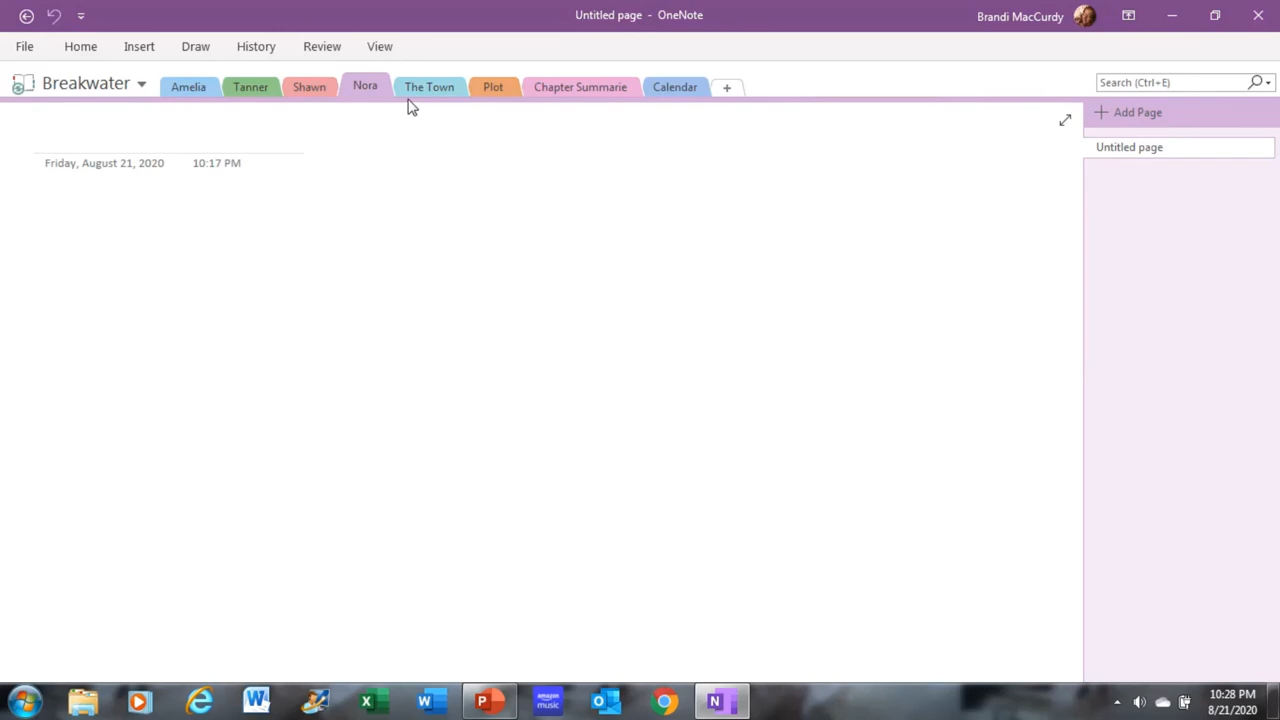 Untitled page - OneNote
Brandi MacCurdy
File Home Insert Draw History Review View
Breakwater Amelia Tanner Shawn Nora The Town Plot Chapter Summarie Calendar +
Search (Ctrl+E)
Add Page
Untitled page
Friday, August 21, 2020 10:17 PM
amazon
music
10:28 PM
8/21/2020